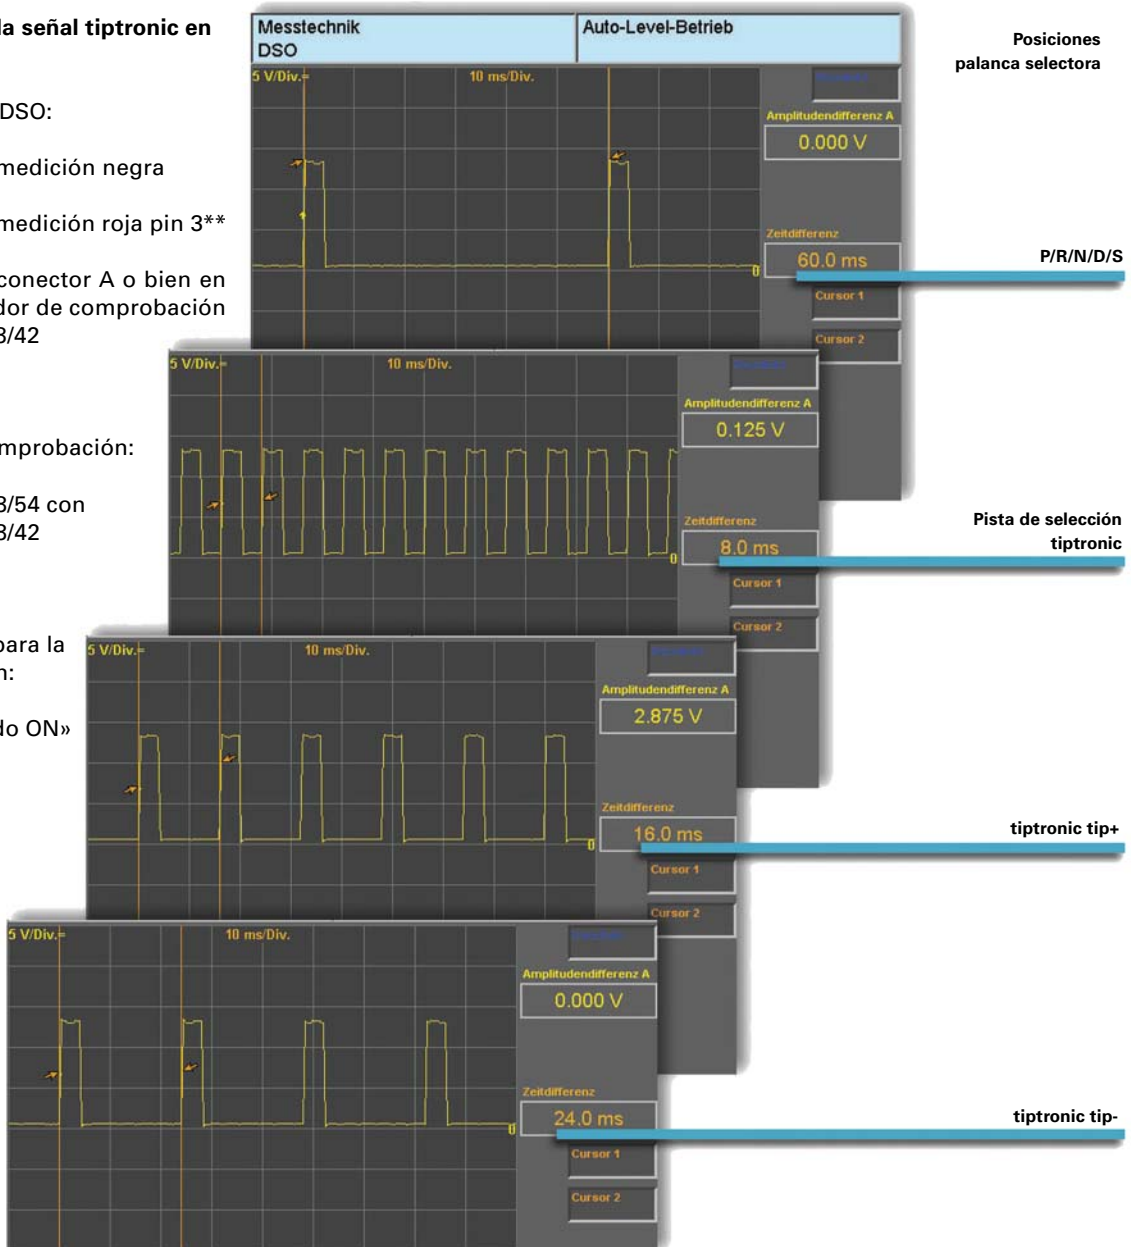 la señal tiptronic en
DSO:
medición negra
medición roja pin 3**
conector A o bien en
dor de comprobación
3/42
mprobación:
3/54 con
3/42
para la
n:
do ON»
Messtechnik
DSO
Auto-Level-Betrieb
Posiciones
palanca selectora
5 V/Div.=
10 ms/Div.
Amplitudendifferenz A
0.000 V
Zeitdifferenz
60.0 ms
Cursor 1
Cursor 2
0
P/R/N/D/S
5 V/Div.=
10 ms/Div.
Amplitudendifferenz A
0.125 V
Zeitdifferenz
8.0 ms
Cursor 1
Cursor 2
0
Pista de selección
tiptronic
5 V/Div.=
10 ms/Div.
Amplitudendifferenz A
2.875 V
Zeitdifferenz
16.0 ms
Cursor 1
Cursor 2
0
tiptronic tip+
5 V/Div.=
10 ms/Div.
Amplitudendifferenz A
0.000 V
Zeitdifferenz
24.0 ms
Cursor 1
Cursor 2
0
tiptronic tip-